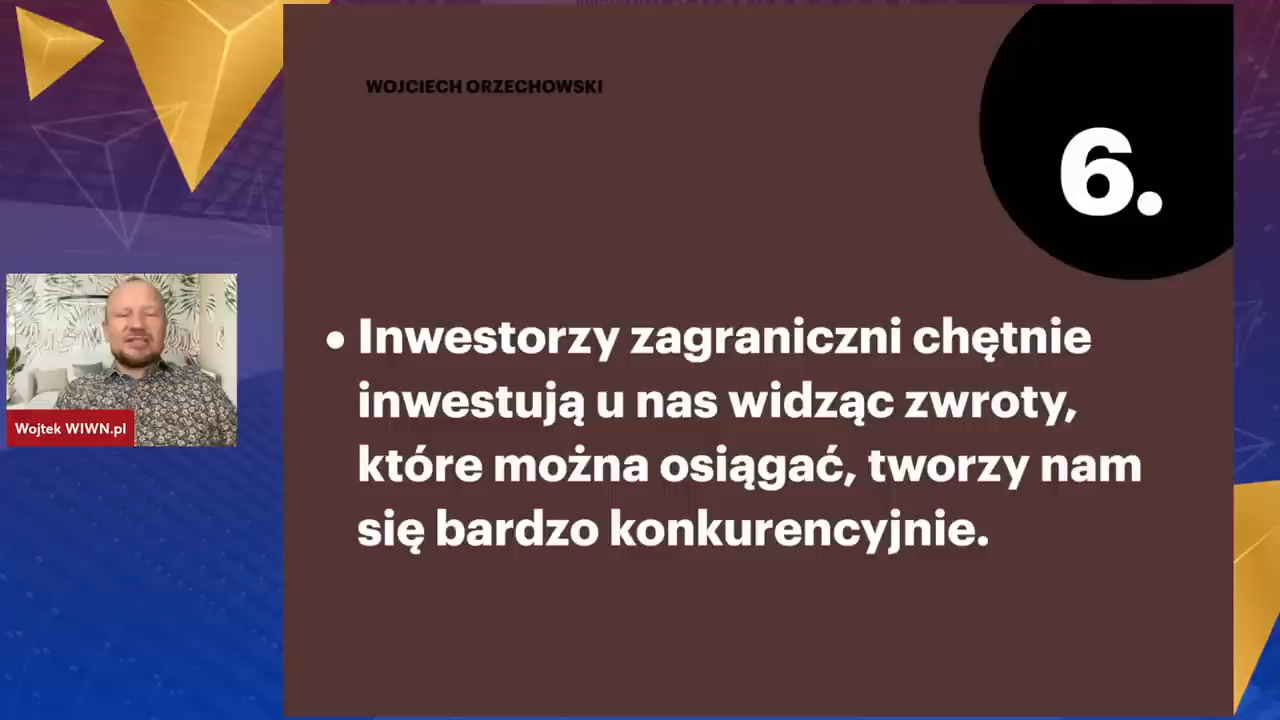 WOJCIECH ORZECHOWSKI
6.
• Inwestorzy zagraniczni chętnie
inwestują u nas widząc zwroty,
które można osiągać, tworzy nam
się bardzo konkurencyjnie.
Wojtek WIWN.pl